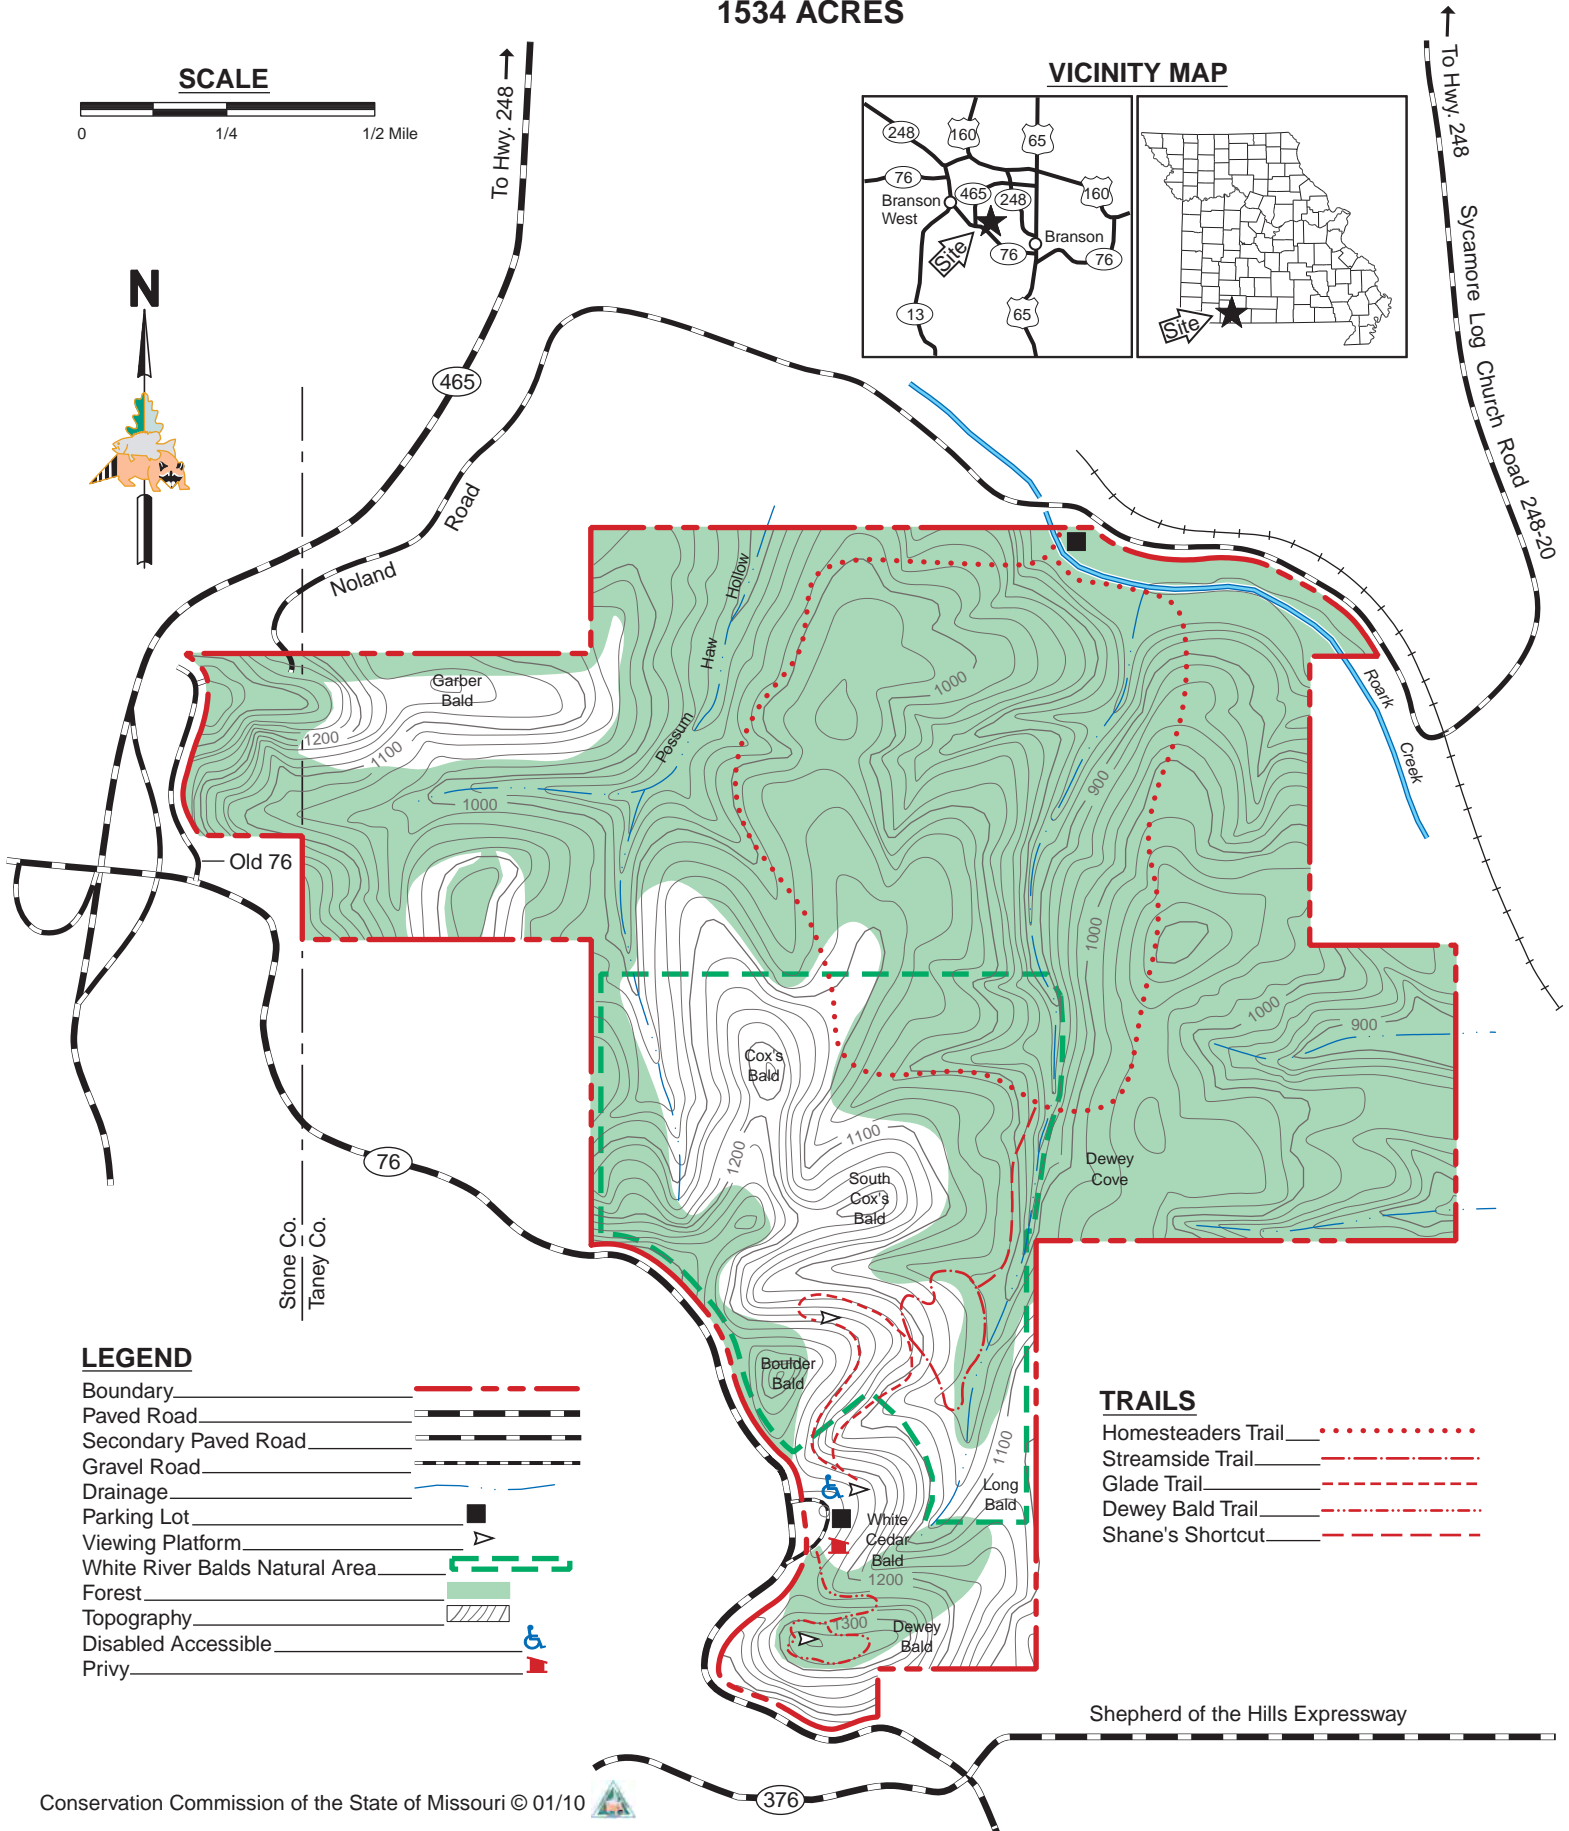 1534 ACRES
SCALE
0 1/4 1/2 Mile
To Hwy. 248
VICINITY MAP
248
160
65
76
465
248
160
Branson
West
Branson
Site
76
76
13
65
Site
To Hwy. 248
Sycamore Log Church Road 248-20
N
465
Noland Road
Possum Haw Hollow
Garber
Bald
1200
1100
1000
1000
900
Roark Creek
Old 76
1000
1000
900
Cox's
Bald
1200
1100
South
Cox's
Bald
Dewey
Cove
76
Stone Co.
Taney Co.
Boulder
Bald
1100
Long
Bald
White
Cedar
Bald
1200
1300
Dewey
Bald
LEGEND
Boundary
Paved Road
Secondary Paved Road
Gravel Road
Drainage
Parking Lot
Viewing Platform
White River Balds Natural Area
Forest
Topography
Disabled Accessible
Privy
TRAILS
Homesteaders Trail
Streamside Trail
Glade Trail
Dewey Bald Trail
Shane's Shortcut
Shepherd of the Hills Expressway
376
Conservation Commission of the State of Missouri © 01/10